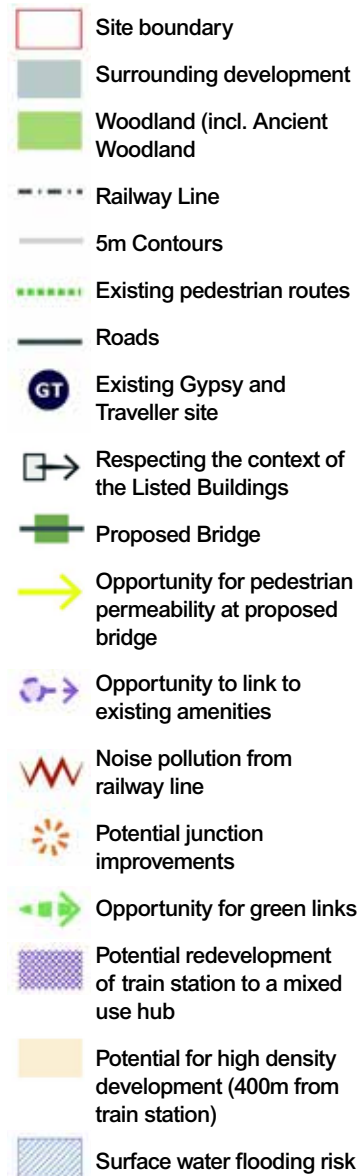 Site boundary
Surrounding development
Woodland (incl. Ancient
Woodland
Railway Line
5m Contours
Existing pedestrian routes
Roads
GT
Existing Gypsy and
Traveller site
Respecting the context of
the Listed Buildings
Proposed Bridge
Opportunity for pedestrian
permeability at proposed
bridge
Opportunity to link to
existing amenities
Noise pollution from
railway line
Potential junction
improvements
Opportunity for green links
Potential redevelopment
of train station to a mixed
use hub
Potential for high density
development (400m from
train station)
Surface water flooding risk